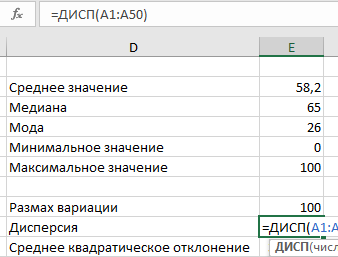 fx =ДИСП(A1:A50)
D E
Среднее значение 58,2
Медиана 65
Мода 26
Минимальное значение 0
Максимальное значение 100
Размах вариации 100
Дисперсия =ДИСП(A1:A
Среднее квадратическое отклонение ДИСП(числ